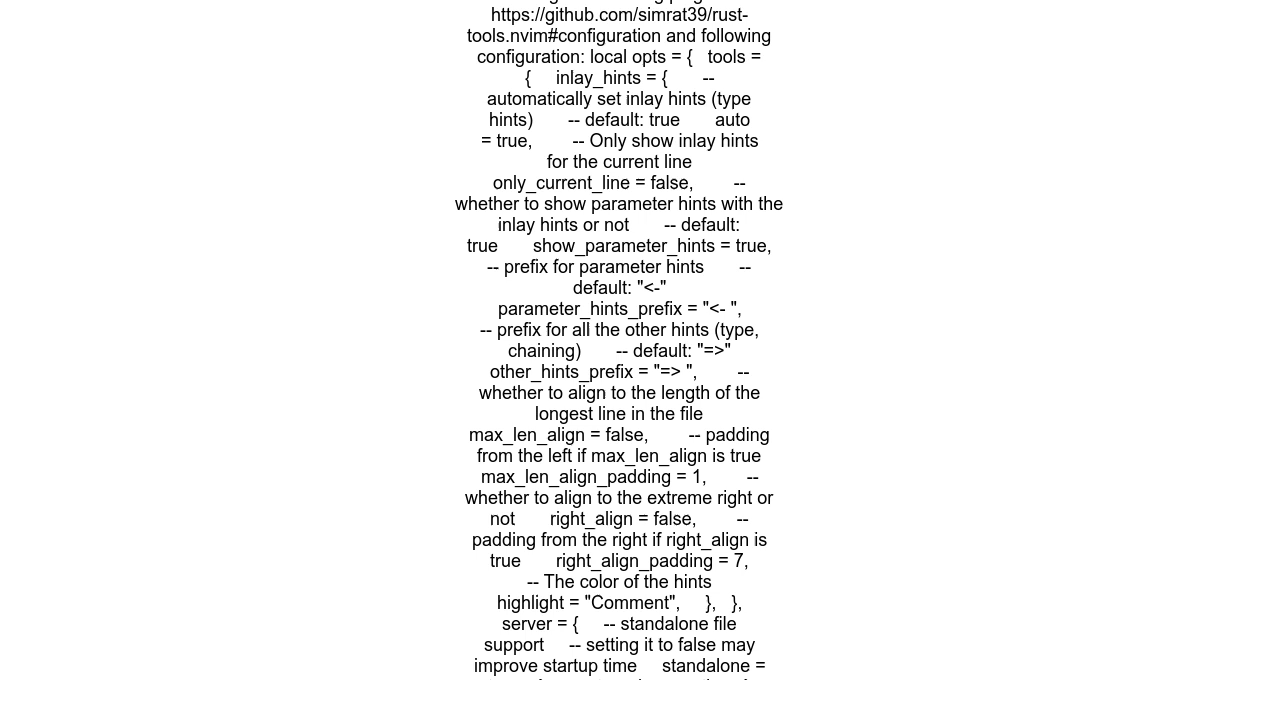 https://github.com/simrat39/rust-
tools.nvim#configuration and following
configuration: local opts = {   tools =
{     inlay_hints = {       --
automatically set inlay hints (type
hints)       -- default: true       auto
= true,        -- Only show inlay hints
for the current line
only_current_line = false,        --
whether to show parameter hints with the
inlay hints or not       -- default:
true       show_parameter_hints = true,
-- prefix for parameter hints       --
default: "<-"
parameter_hints_prefix = "<- ",
-- prefix for all the other hints (type,
chaining)       -- default: "=>"
other_hints_prefix = "=> ",        --
whether to align to the length of the
longest line in the file
max_len_align = false,        -- padding
from the left if max_len_align is true
max_len_align_padding = 1,        --
whether to align to the extreme right or
not       right_align = false,        --
padding from the right if right_align is
true       right_align_padding = 7,
-- The color of the hints
highlight = "Comment",     },   },
server = {     -- standalone file
support     -- setting it to false may
improve startup time     standalone =